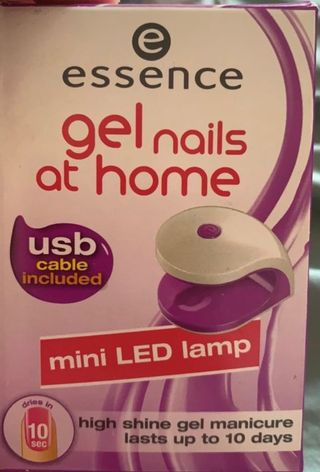 e
essence
gel nails
at home
usb
cable
included
mini LED lamp
dries in
10
sec
high shine gel manicure
lasts up to 10 days